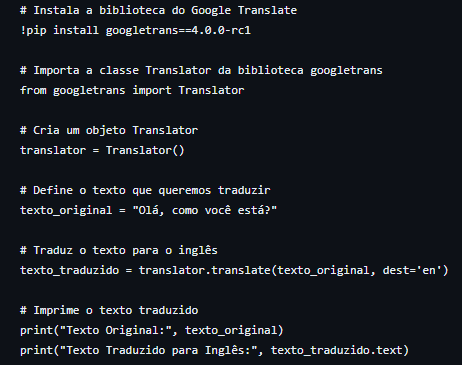 # Instala a biblioteca do Google Translate
!pip install googletrans==4.0.0-rc1
# Importa a classe Translator da biblioteca googletrans
from googletrans import Translator
# Cria um objeto Translator
translator = Translator()
# Define o texto que queremos traduzir
texto_original = "Olá, como você está?"
# Traduz o texto para o inglês
texto_traduzido = translator.translate(texto_original, dest='en')
# Imprime o texto traduzido
print("Texto Original:", texto_original)
print("Texto Traduzido para Inglês:", texto_traduzido.text)